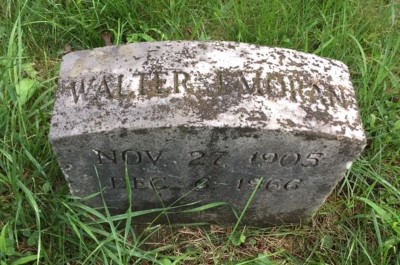 WALTER J. MORAN
NOV. 27 1905
DEC. 6 1966